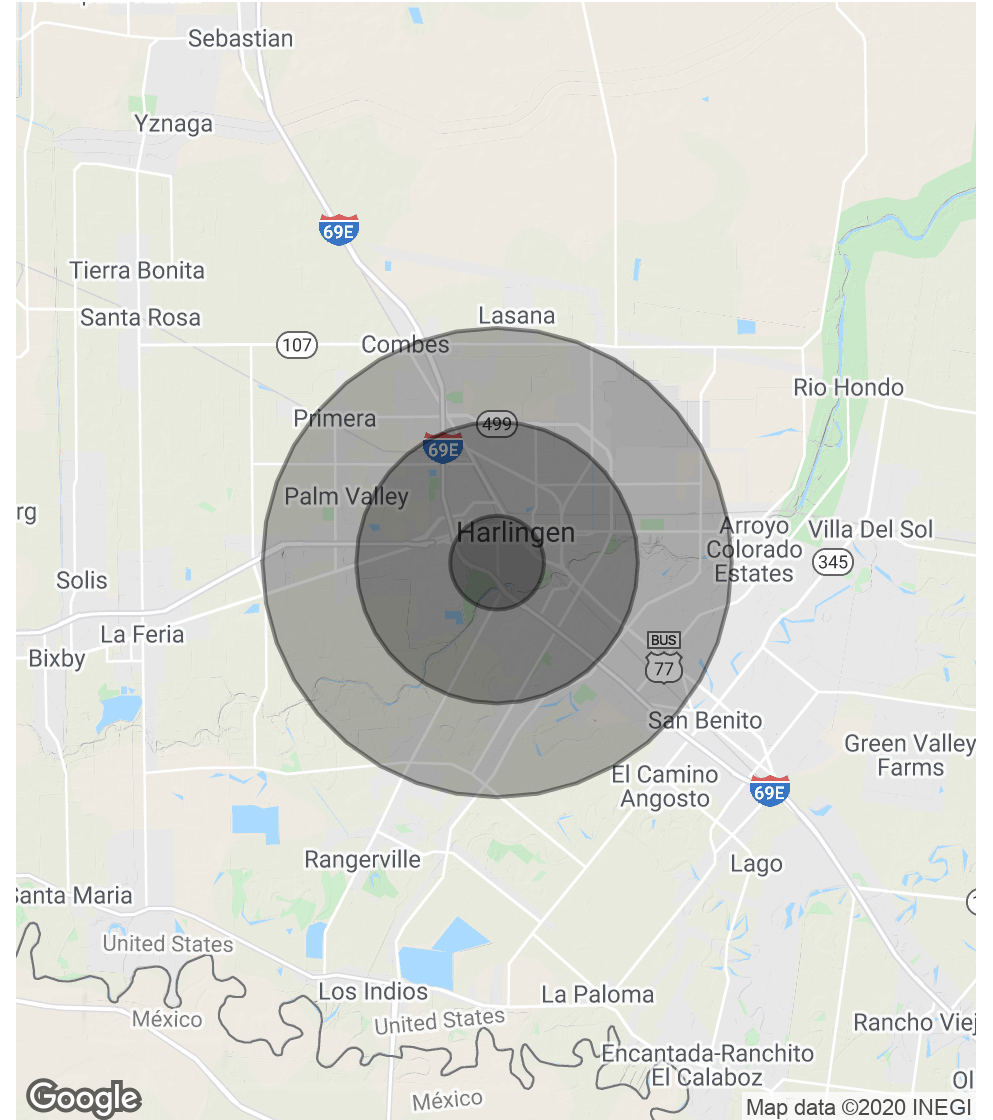 Sebastian
Yznaga
69E
Tierra Bonita
Santa Rosa
Lasana
107
Combes
Rio Hondo
Primera
499
69E
Palm Valley
rg
Harlingen
Arroyo
Colorado
Estates
Villa Del Sol
345
Solis
La Feria
BUS
77
Bixby
San Benito
Green Valley
Farms
El Camino
Angosto
69E
Rangerville
Lago
Santa Maria
United States
México
Los Indios
La Paloma
United States
Rancho Viej
Encantada-Ranchito
El Calaboz
Ol
México
Google
Map data ©2020 INEGI